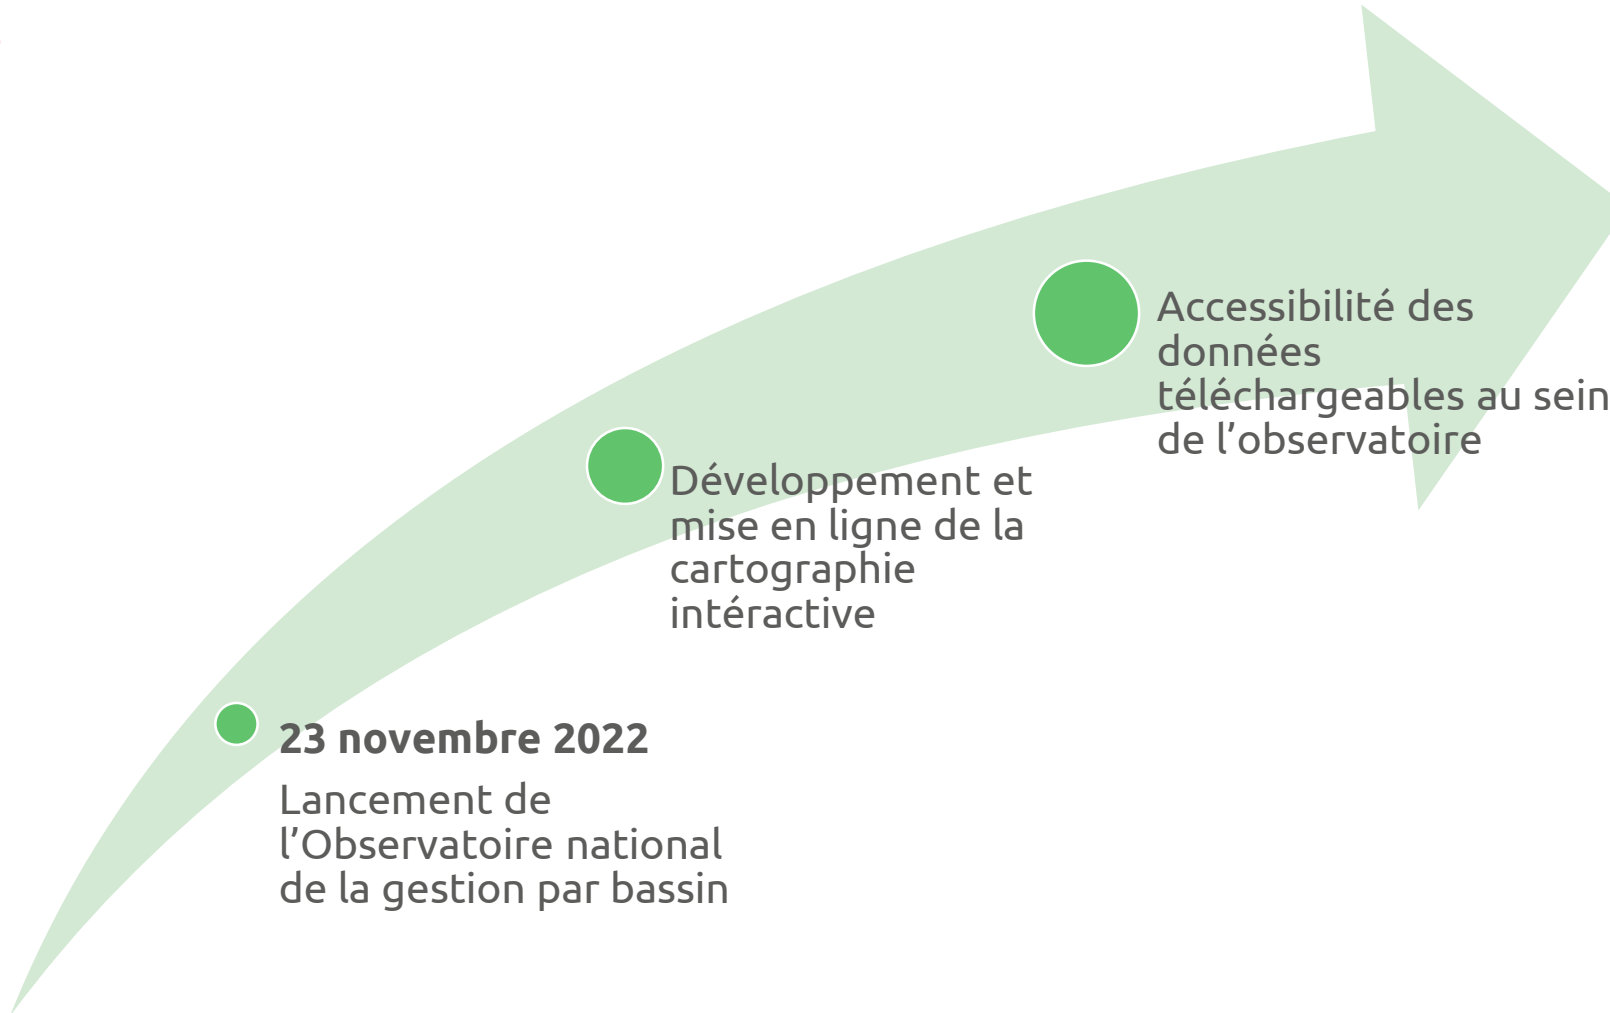 Accessibilité des
données
téléchargeables au sein
de l’observatoire
Développement et
mise en ligne de la
cartographie
intéractive
23 novembre 2022
Lancement de
l’Observatoire national
de la gestion par bassin